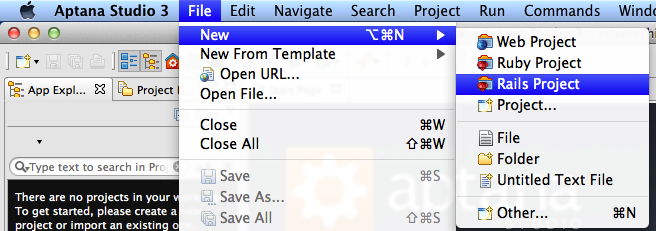 Aptana Studio 3 File Edit Navigate Search Project Run Commands
New ⌥⌘N
New From Template
Open URL...
Open File...
Close ⌘W
Close All ⇧⌘W
Save ⌘S
Save As... ⇧⌘S
Save All ⇧⌘S
Web Project
Ruby Project
Rails Project
Project...
File
Folder
Untitled Text File
Other... ⌘N
App Expl... Project
Type text to search in Proj
There are no projects in your
To get started, please create a
project or import an existing
aptana